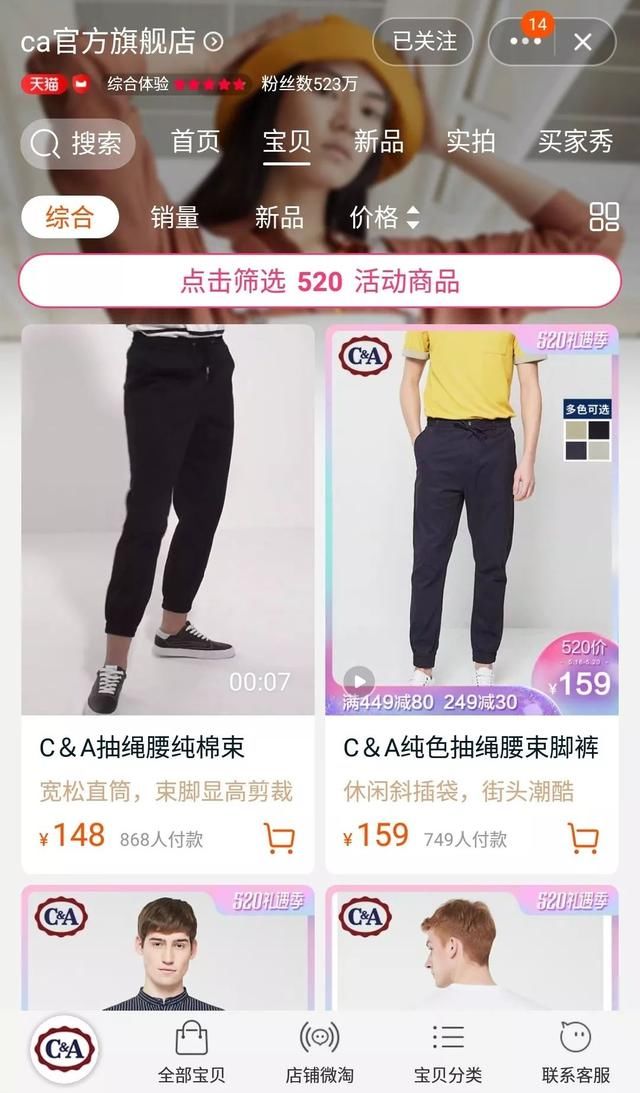 ca官方旗舰店
已关注
14
天猫
综合体验
粉丝数523万
搜索
首页
宝贝
新品
实拍
买家秀
综合
销量
新品
价格
点击筛选 520 活动商品
00:07
C&A
520礼遇季
多色可选
520价
5.16-5.20
¥159
满449减80 249减30
C&A抽绳腰纯棉束
宽松直筒，束脚显高剪裁
¥148 868人付款
C&A纯色抽绳腰束脚裤
休闲斜插袋，街头潮酷
¥159 749人付款
C&A
520礼遇季
C&A
520礼遇季
C&A
全部宝贝
店铺微淘
宝贝分类
联系客服